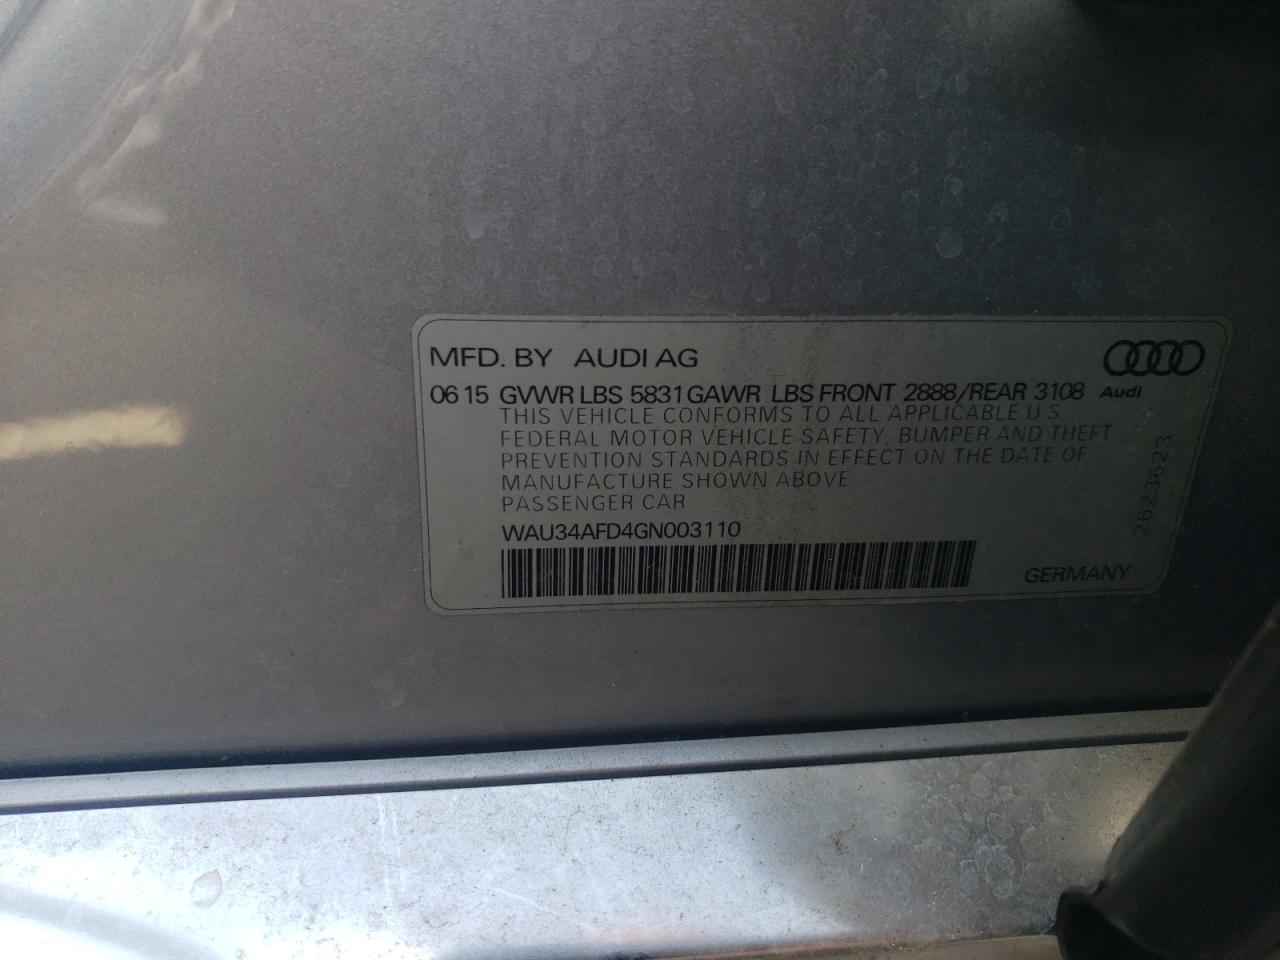 MFD. BY AUDI AG
06 15 GVWR LBS 5831 GAWR LBS FRONT 2888/REAR 3108
Audi
THIS VEHICLE CONFORMS TO ALL APPLICABLE U.S.
FEDERAL MOTOR VEHICLE SAFETY, BUMPER AND THEFT
PREVENTION STANDARDS IN EFFECT ON THE DATE OF
MANUFACTURE SHOWN ABOVE
PASSENGER CAR
WAU34AFD4GN003110
GERMANY
2623623